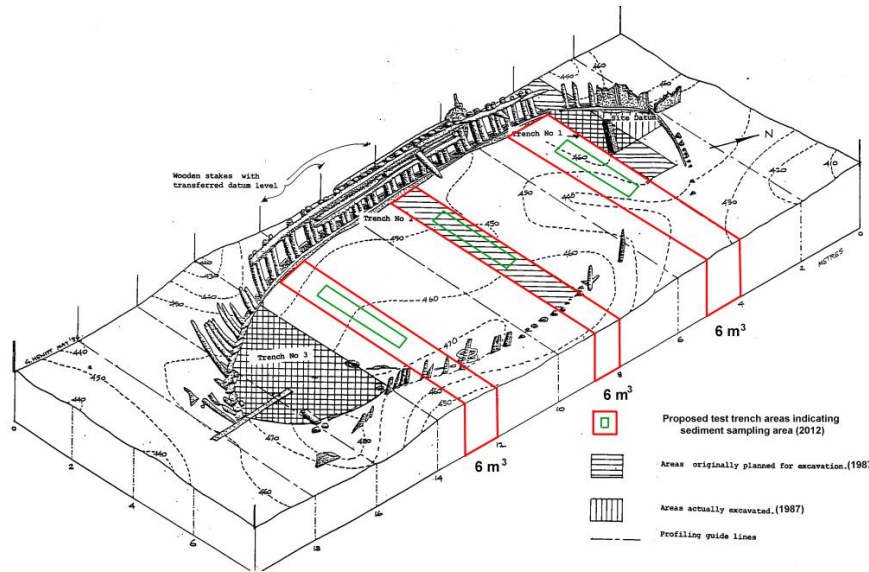 Site Datum
Trench No 1
N
Wooden stakes with
transferred datum level
Trench No 2
Trench No 3
METRES
6 m³
6 m³
6 m³
Proposed test trench areas indicating
sediment sampling area (2012)
Areas originally planned for excavation.(1987
Areas actually excavated.(1987)
Profiling guide lines
0
2
4
6
8
10
12
14
16
18
0
2
4
6
410
420
430
440
450
460
470
480